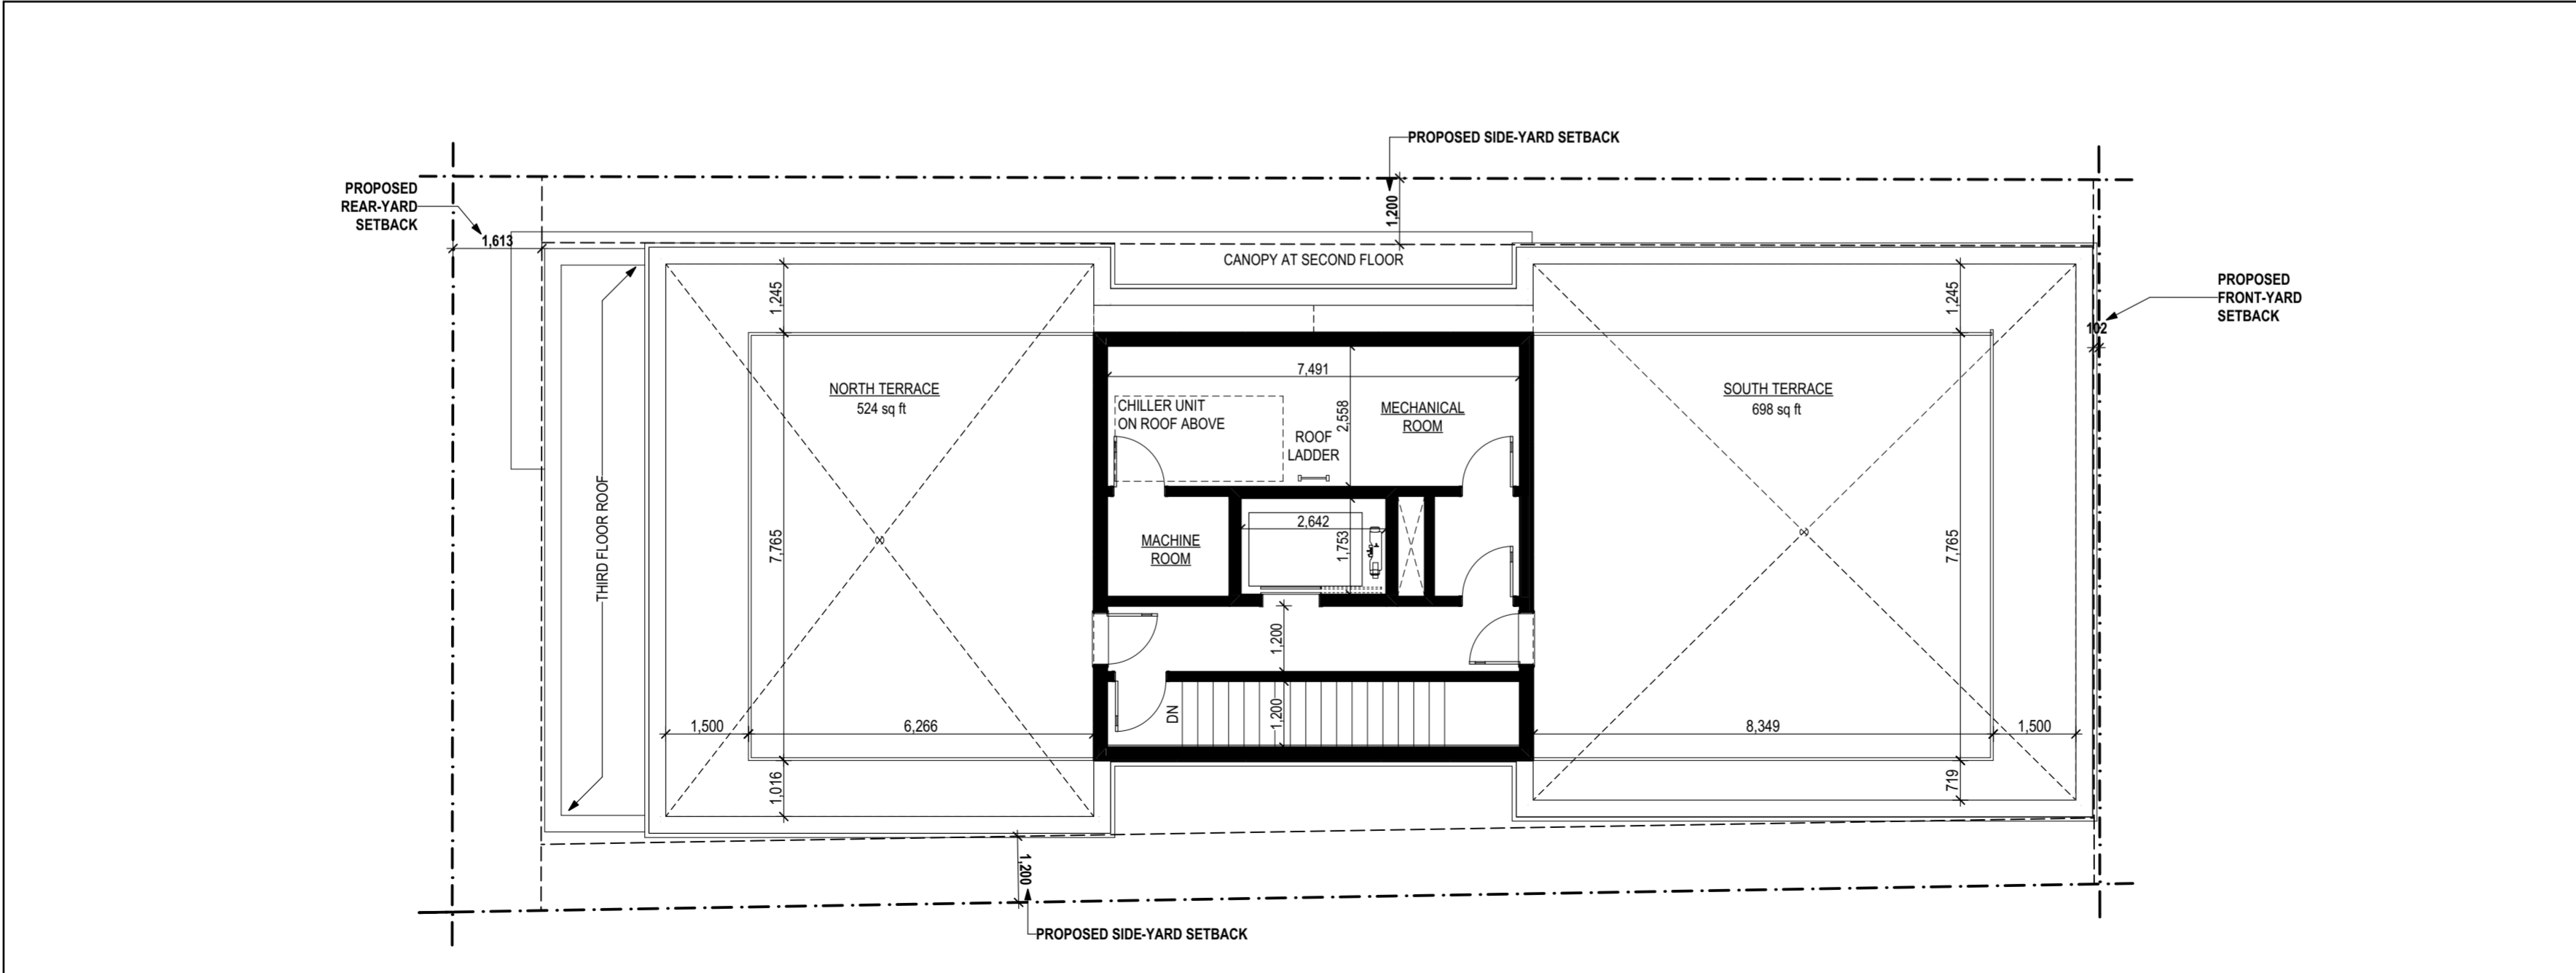 PROPOSED SIDE-YARD SETBACK
PROPOSED
REAR-YARD
SETBACK
1,613
1,200
CANOPY AT SECOND FLOOR
PROPOSED
FRONT-YARD
SETBACK
102
1,245
1,245
7,491
NORTH TERRACE
524 sq ft
CHILLER UNIT
ON ROOF ABOVE
2,558
MECHANICAL
ROOM
ROOF
LADDER
SOUTH TERRACE
698 sq ft
THIRD FLOOR ROOF
7,765
MACHINE
ROOM
2,642
1,753
7,765
1,200
DN
1,200
1,500
6,266
8,349
1,500
1,016
719
1,200
PROPOSED SIDE-YARD SETBACK